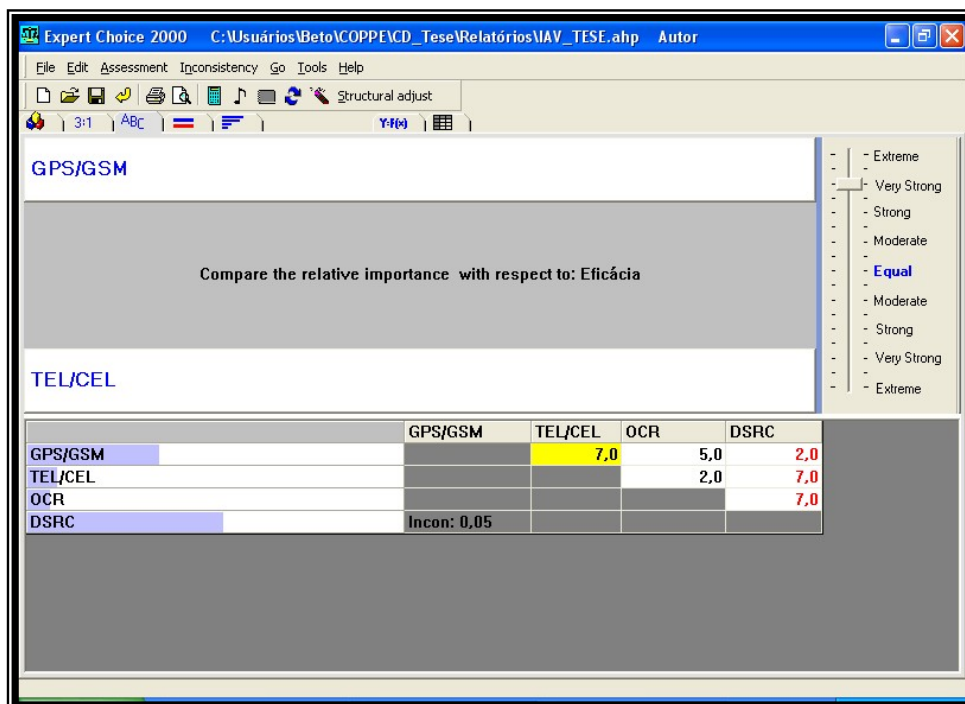 Expert Choice 2000 C:\Usuários\Beto\COPPE\CD_Tese\Relatórios\IAV_TESE.ahp Autor
File Edit Assessment Inconsistency Go Tools Help
Structural adjust
3:1 ABC Y:F(x)
GPS/GSM
Compare the relative importance with respect to: Eficácia
TEL/CEL
Extreme
Very Strong
Strong
Moderate
Equal
Moderate
Strong
Very Strong
Extreme
GPS/GSM TEL/CEL OCR DSRC
GPS/GSM 7,0 5,0 2,0
TEL/CEL 2,0 7,0
OCR 7,0
DSRC Incon: 0,05